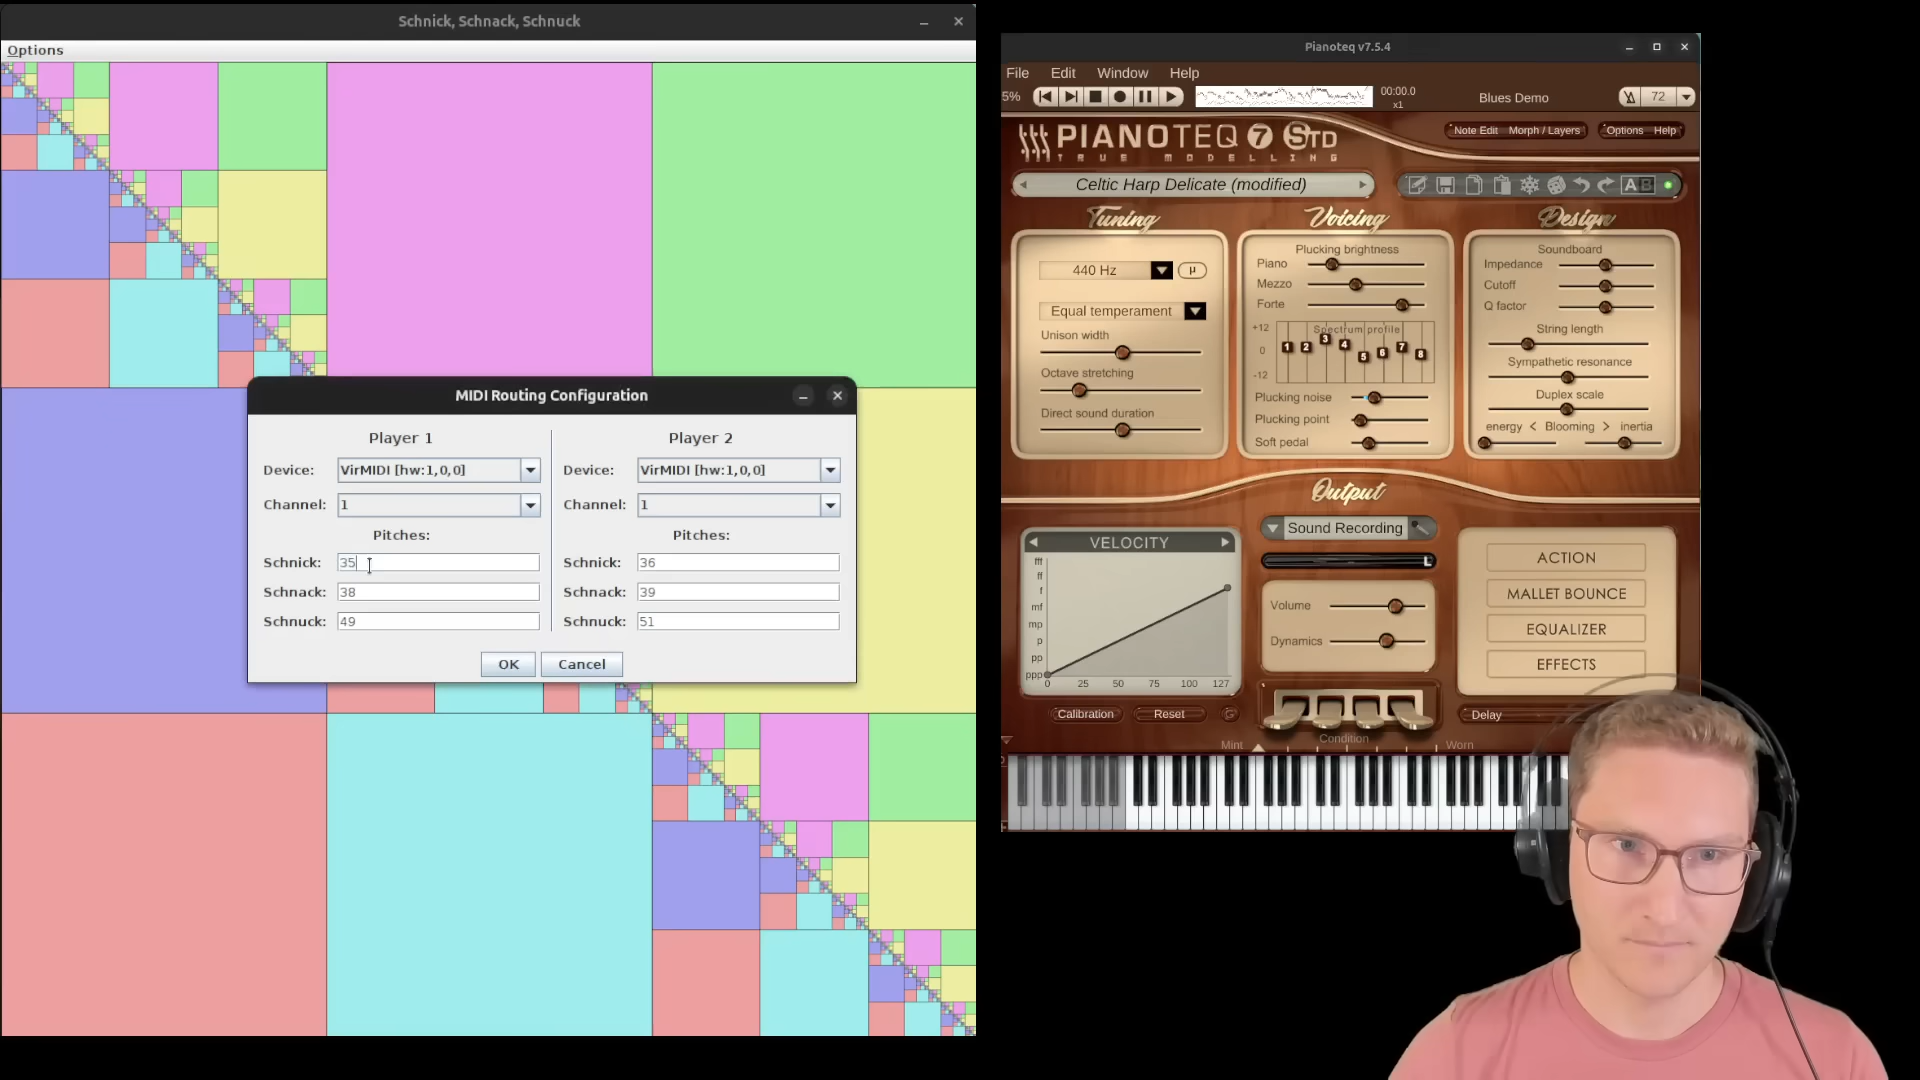 Schnick, Schnack, Schnuck
Options
MIDI Routing Configuration
Player 1
Player 2
Device:
VirMIDI [hw:1,0,0]
Device:
VirMIDI [hw:1,0,0]
Channel:
1
Channel:
1
Pitches:
Pitches:
Schnick:
35
Schnick:
36
Schnack:
38
Schnack:
39
Schnuck:
49
Schnuck:
51
OK
Cancel
Pianoteq v7.5.4
File
Edit
Window
Help
5%
00:00.0
x1
Blues Demo
72
PIANOTEQ 7 STD
TRUE MODELLING
Note Edit
Morph / Layers
Options
Help
Celtic Harp Delicate (modified)
A B
Tuning
Voicing
Design
440 Hz
μ
Equal temperament
Unison width
Octave stretching
Direct sound duration
Plucking brightness
Piano
Mezzo
Forte
Spectrum profile
+12
0
-12
1 2 3 4 5 6 7 8
Plucking noise
Plucking point
Soft pedal
Soundboard
Impedance
Cutoff
Q factor
String length
Sympathetic resonance
Duplex scale
energy < Blooming > inertia
Output
VELOCITY
fff
ff
f
mf
mp
p
pp
ppp
0 25 50 75 100 127
Calibration
Reset
Sound Recording
L
Volume
Dynamics
ACTION
MALLET BOUNCE
EQUALIZER
EFFECTS
Delay
Mint
Condition
Worn